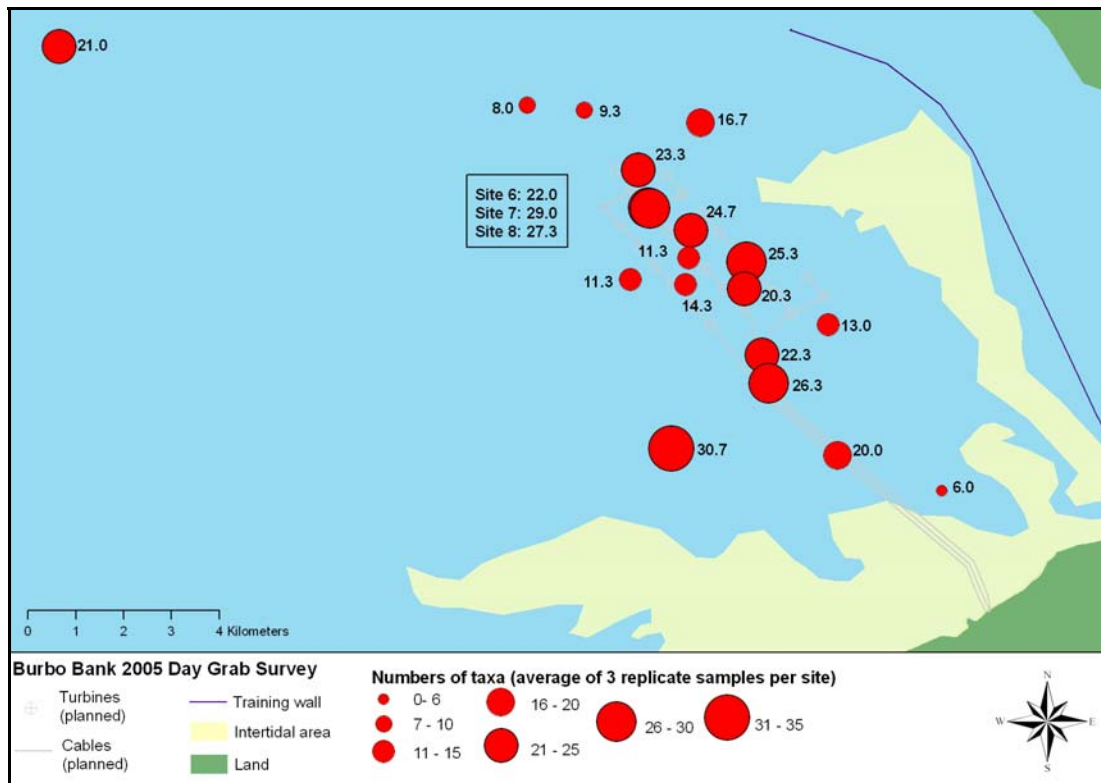 21.0
8.0
9.3
16.7
23.3
Site 6: 22.0
Site 7: 29.0
Site 8: 27.3
24.7
11.3
25.3
11.3
14.3
20.3
13.0
22.3
26.3
30.7
20.0
6.0
0 1 2 3 4 Kilometers
Burbo Bank 2005 Day Grab Survey
Turbines
(planned)
Cables
(planned)
Training wall
Intertidal area
Land
Numbers of taxa (average of 3 replicate samples per site)
0- 6
7 - 10
11 - 15
16 - 20
21 - 25
26 - 30
31 - 35
N
W E
S